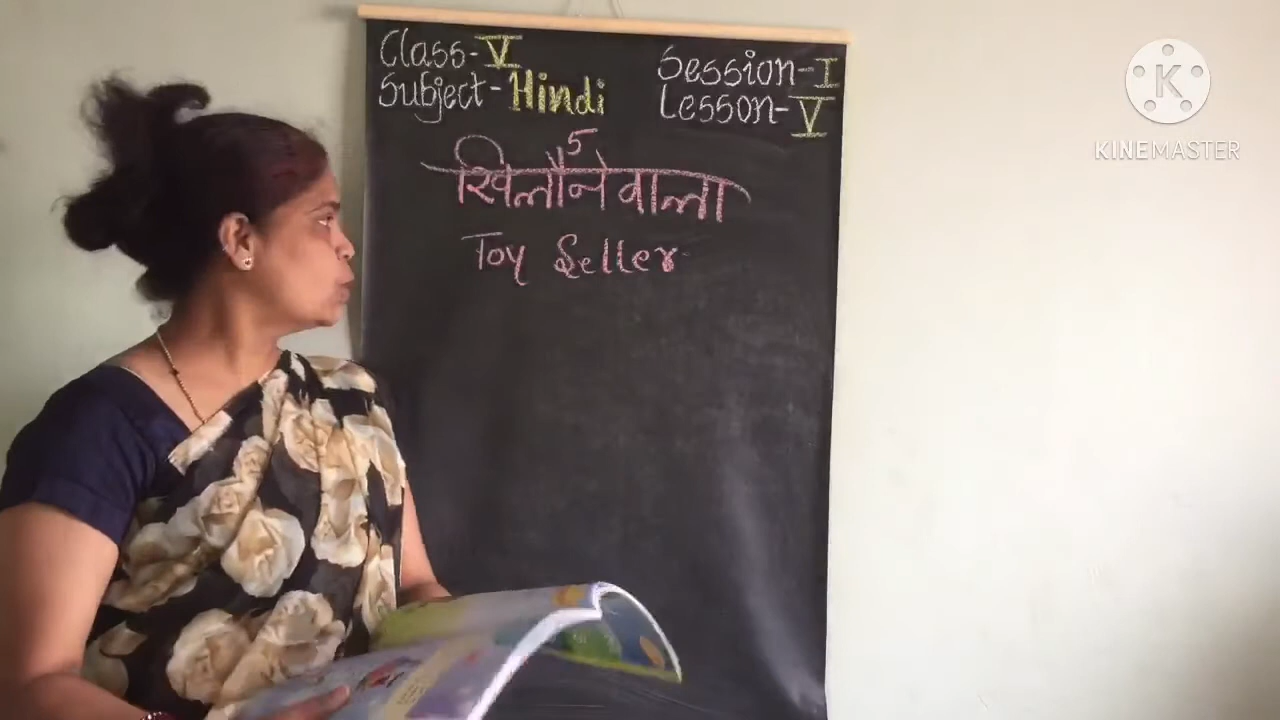 Class-V
Subject-Hindi
Session-I
Lesson-V
5
खिलौनेवाला
Toy Seller
K
KINEMASTER